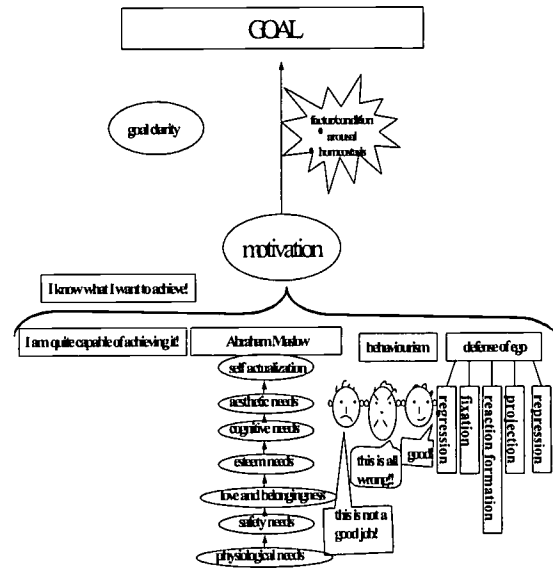 GOAL
goal clarity
factor/condition
arousal
homeostasis
motivation
I know what I want to achieve!
I am quite capable of achieving it!
Abraham Maslow
behaviourism
defense of ego
self actualization
aesthetic needs
cognitive needs
esteem needs
love and belongingness
safety needs
physiological needs
this is not a
good job!
this is all
wrong!!
good!
regression
fixation
reaction formation
projection
repression